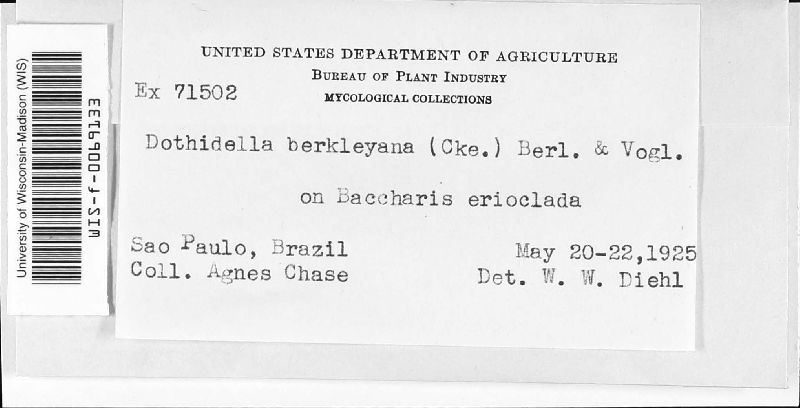 University of Wisconsin-Madison (WIS)
WIS-f-0099133
UNITED STATES DEPARTMENT OF AGRICULTURE
BUREAU OF PLANT INDUSTRY
Ex 71502
MYCOLOGICAL COLLECTIONS
Dothidella berkleyana (Cke.) Berl. & Vogl.
on Baccharis erioclada
Sao Paulo, Brazil May 20-22,1925
Coll. Agnes Chase Det. W. W. Diehl